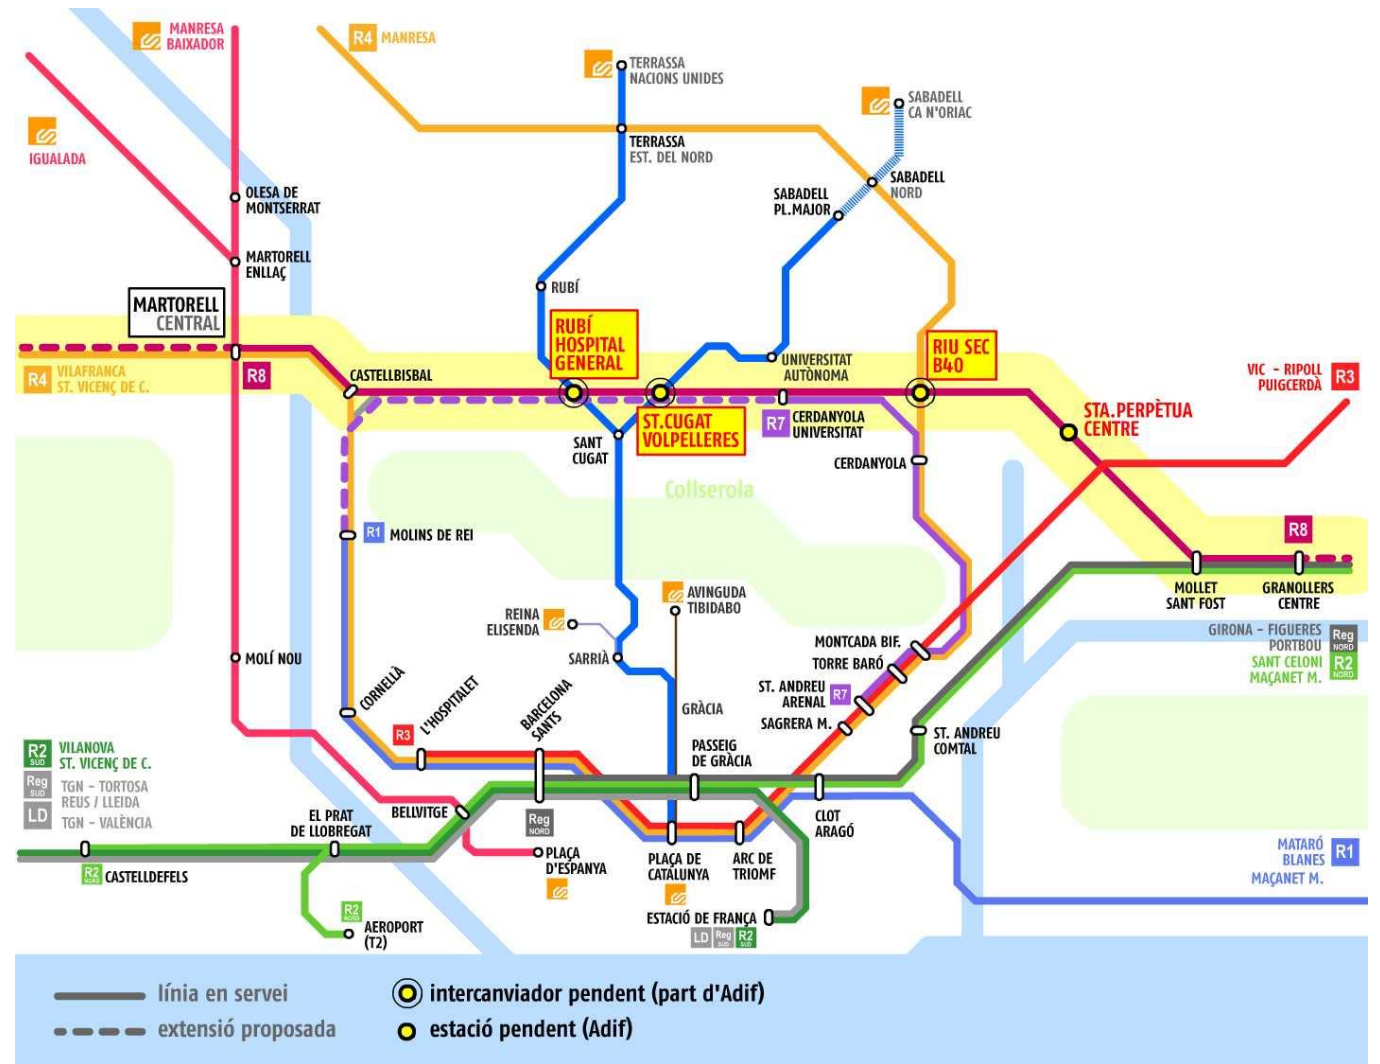 MANRESA
BAIXADOR
R4 MANRESA
TERRASSA
NACIONS UNIDES
SABADELL
CA N'ORIAC
IGUALADA
TERRASSA
EST. DEL NORD
OLESA DE
MONTSERRAT
SABADELL
PL.MAJOR
SABADELL
NORD
MARTORELL
ENLLAÇ
RUBÍ
MARTORELL
CENTRAL
RUBÍ
HOSPITAL
GENERAL
RIU SEC
B40
R4
VILAFRANCA
ST. VICENÇ DE C.
R8
CASTELLBISBAL
UNIVERSITAT
AUTÒNOMA
VIC - RIPOLL
PUIGCERDÀ
R3
ST.CUGAT
VOLPELLERES
R7
CERDANYOLA
UNIVERSITAT
STA.PERPÈTUA
CENTRE
SANT
CUGAT
CERDANYOLA
Collserola
R1
MOLINS DE REI
R8
MOLLET
SANT FOST
GRANOLLERS
CENTRE
REINA
ELISENDA
AVINGUDA
TIBIDABO
GIRONA - FIGUERES
PORTBOU
Reg
NORD
SANT CELONI
MAÇANET M.
R2
NORD
MOLÍ NOU
SARRIÀ
MONTCADA BIF.
TORRE BARÓ
ST. ANDREU
ARENAL
R7
SAGRERA M.
CORNELLÀ
R3
L'HOSPITALET
BARCELONA
SANTS
GRÀCIA
PASSEIG
DE GRÀCIA
ST. ANDREU
COMTAL
R2
SUD
VILANOVA
ST. VICENÇ DE C.
Reg
SUD
TGN - TORTOSA
REUS / LLEIDA
LD
TGN - VALÈNCIA
EL PRAT
DE LLOBREGAT
BELLVITGE
Reg
NORD
CLOT
ARAGÓ
R2
NORD
CASTELLDEFELS
PLAÇA
D'ESPANYA
PLAÇA DE
CATALUNYA
ARC DE
TRIOMF
MATARÓ
BLANES
MAÇANET M.
R1
R2
NORD
AEROPORT
(T2)
ESTACIÓ DE FRANÇA
LD
Reg
SUD
R2
SUD
línia en servei
extensió proposada
intercanviador pendent (part d'Adif)
estació pendent (Adif)